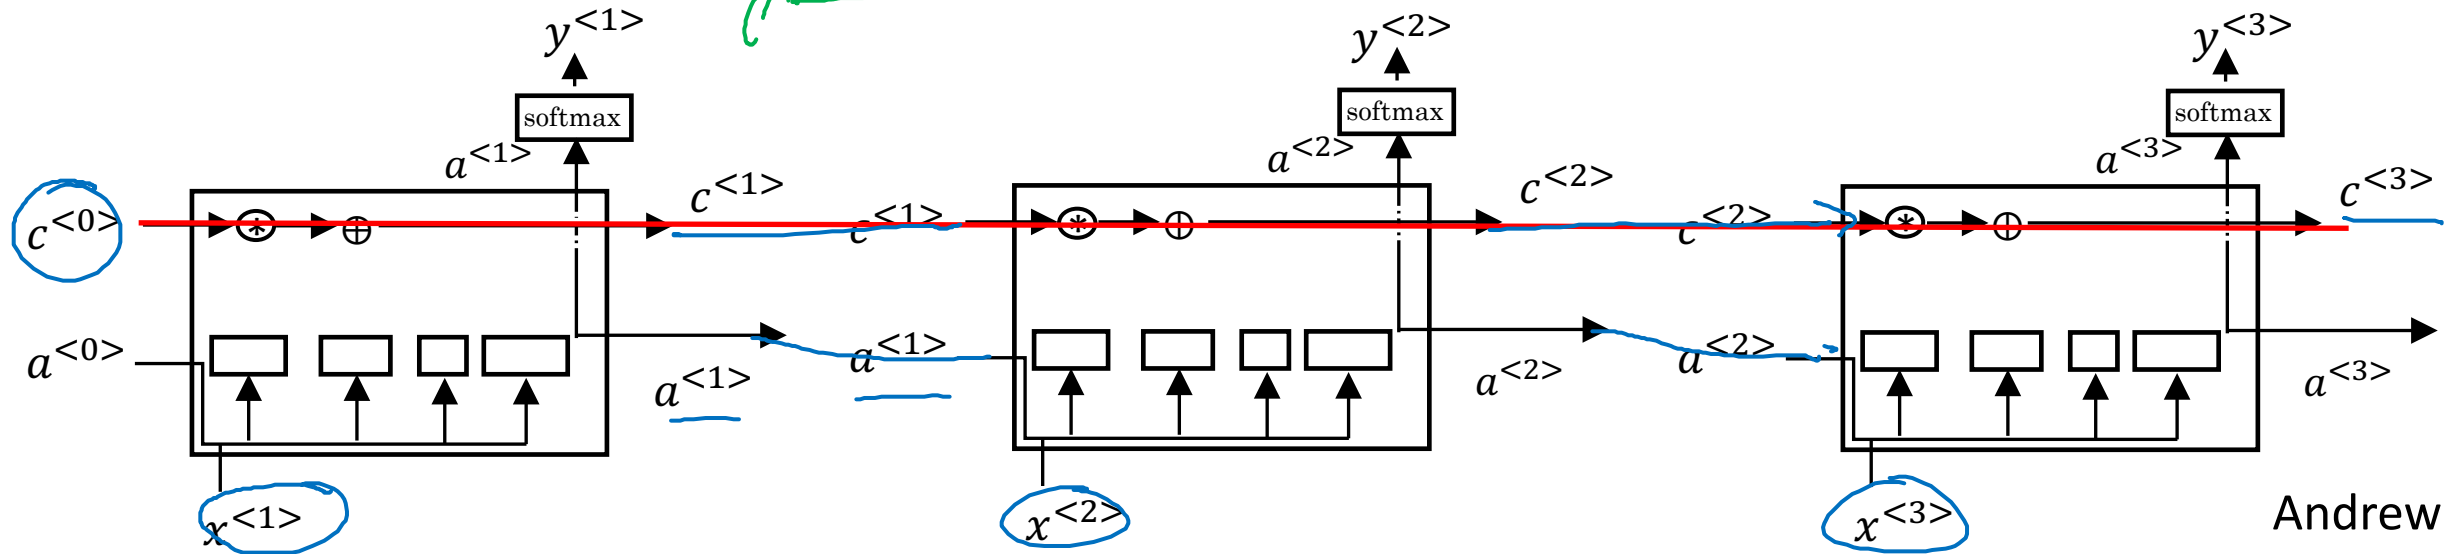 y<1> y<2> y<3>
softmax softmax softmax
a<1> a<2> a<3>
c<0> c<1> c<1> c<2> c<2> c<3>
* ⊕ * ⊕ * ⊕
a<0> a<1> a<1> a<2> a<2> a<3>
x<1> x<2> x<3>
Andrew